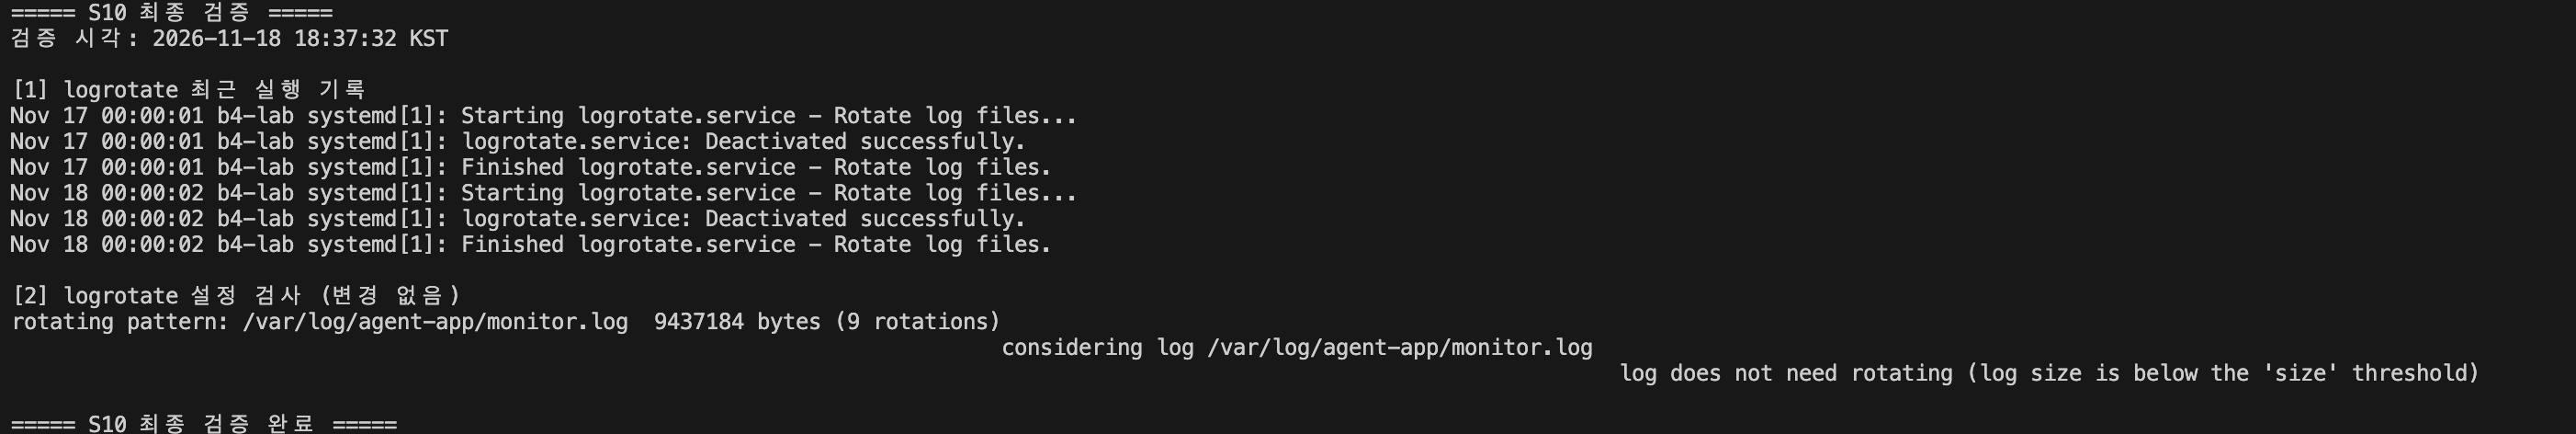 ===== S10 최종 검증 =====
검증 시각: 2026-11-18 18:37:32 KST
[1] logrotate 최근 실행 기록
Nov 17 00:00:01 b4-lab systemd[1]: Starting logrotate.service - Rotate log files...
Nov 17 00:00:01 b4-lab systemd[1]: logrotate.service: Deactivated successfully.
Nov 17 00:00:01 b4-lab systemd[1]: Finished logrotate.service - Rotate log files.
Nov 18 00:00:02 b4-lab systemd[1]: Starting logrotate.service - Rotate log files...
Nov 18 00:00:02 b4-lab systemd[1]: logrotate.service: Deactivated successfully.
Nov 18 00:00:02 b4-lab systemd[1]: Finished logrotate.service - Rotate log files.
[2] logrotate 설정 검사 (변경 없음)
rotating pattern: /var/log/agent-app/monitor.log  9437184 bytes (9 rotations)
considering log /var/log/agent-app/monitor.log
log does not need rotating (log size is below the 'size' threshold)
===== S10 최종 검증 완료 =====